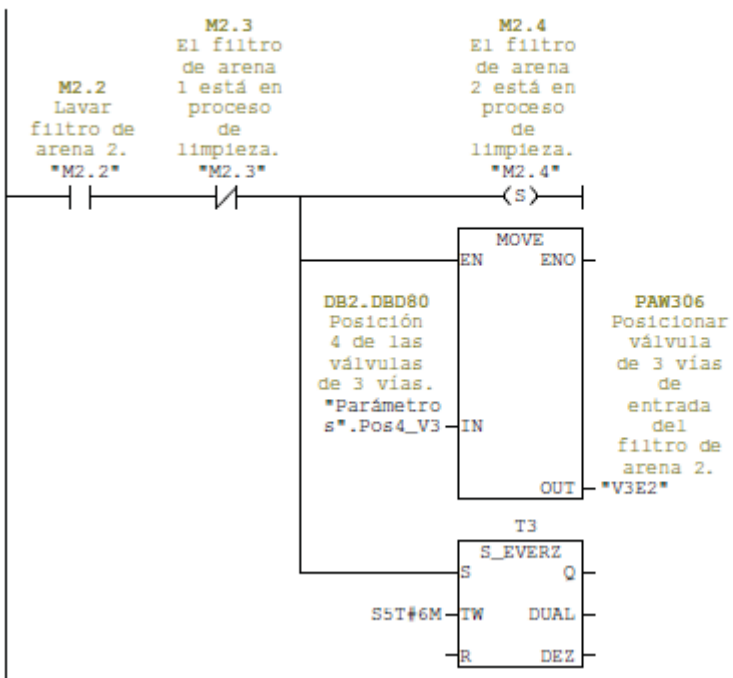 M2.3
El filtro
de arena
1 está en
proceso
de
limpieza.
"M2.3"
M2.4
El filtro
de arena
2 está en
proceso
de
limpieza.
"M2.4"
M2.2
Lavar
filtro de
arena 2.
"M2.2"
(S)
MOVE
EN ENO
DB2.DBD80
Posición
4 de las
válvulas
de 3 vías.
"Parámetro
s".Pos4_V3
IN
PAW306
Posicionar
válvula
de 3 vías
de
entrada
del
filtro de
arena 2.
OUT
"V3E2"
T3
S_EVERZ
S Q
S5T#6M
TW DUAL
R DEZ